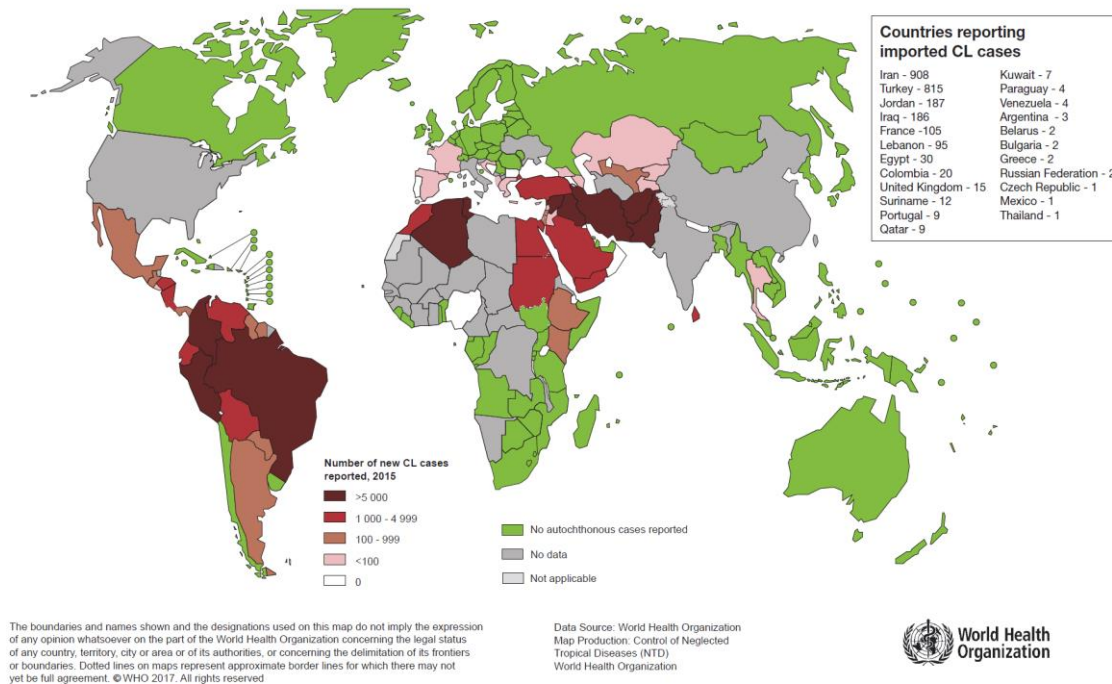 Countries reporting
imported CL cases
Iran - 908
Turkey - 815
Jordan - 187
Iraq - 186
France -105
Lebanon - 95
Egypt - 30
Colombia - 20
United Kingdom - 15
Suriname - 12
Portugal - 9
Qatar - 9
Kuwait - 7
Paraguay - 4
Venezuela - 4
Argentina - 3
Belarus - 2
Bulgaria - 2
Greece - 2
Russian Federation - 2
Czech Republic - 1
Mexico - 1
Thailand - 1
Number of new CL cases
reported, 2015
>5 000
1 000 - 4 999
100 - 999
<100
0
No autochthonous cases reported
No data
Not applicable
The boundaries and names shown and the designations used on this map do not imply the expression
of any opinion whatsoever on the part of the World Health Organization concerning the legal status
of any country, territory, city or area or of its authorities, or concerning the delimitation of its frontiers
or boundaries. Dotted lines on maps represent approximate border lines for which there may not
yet be full agreement. © WHO 2017. All rights reserved
Data Source: World Health Organization
Map Production: Control of Neglected
Tropical Diseases (NTD)
World Health Organization
World Health
Organization